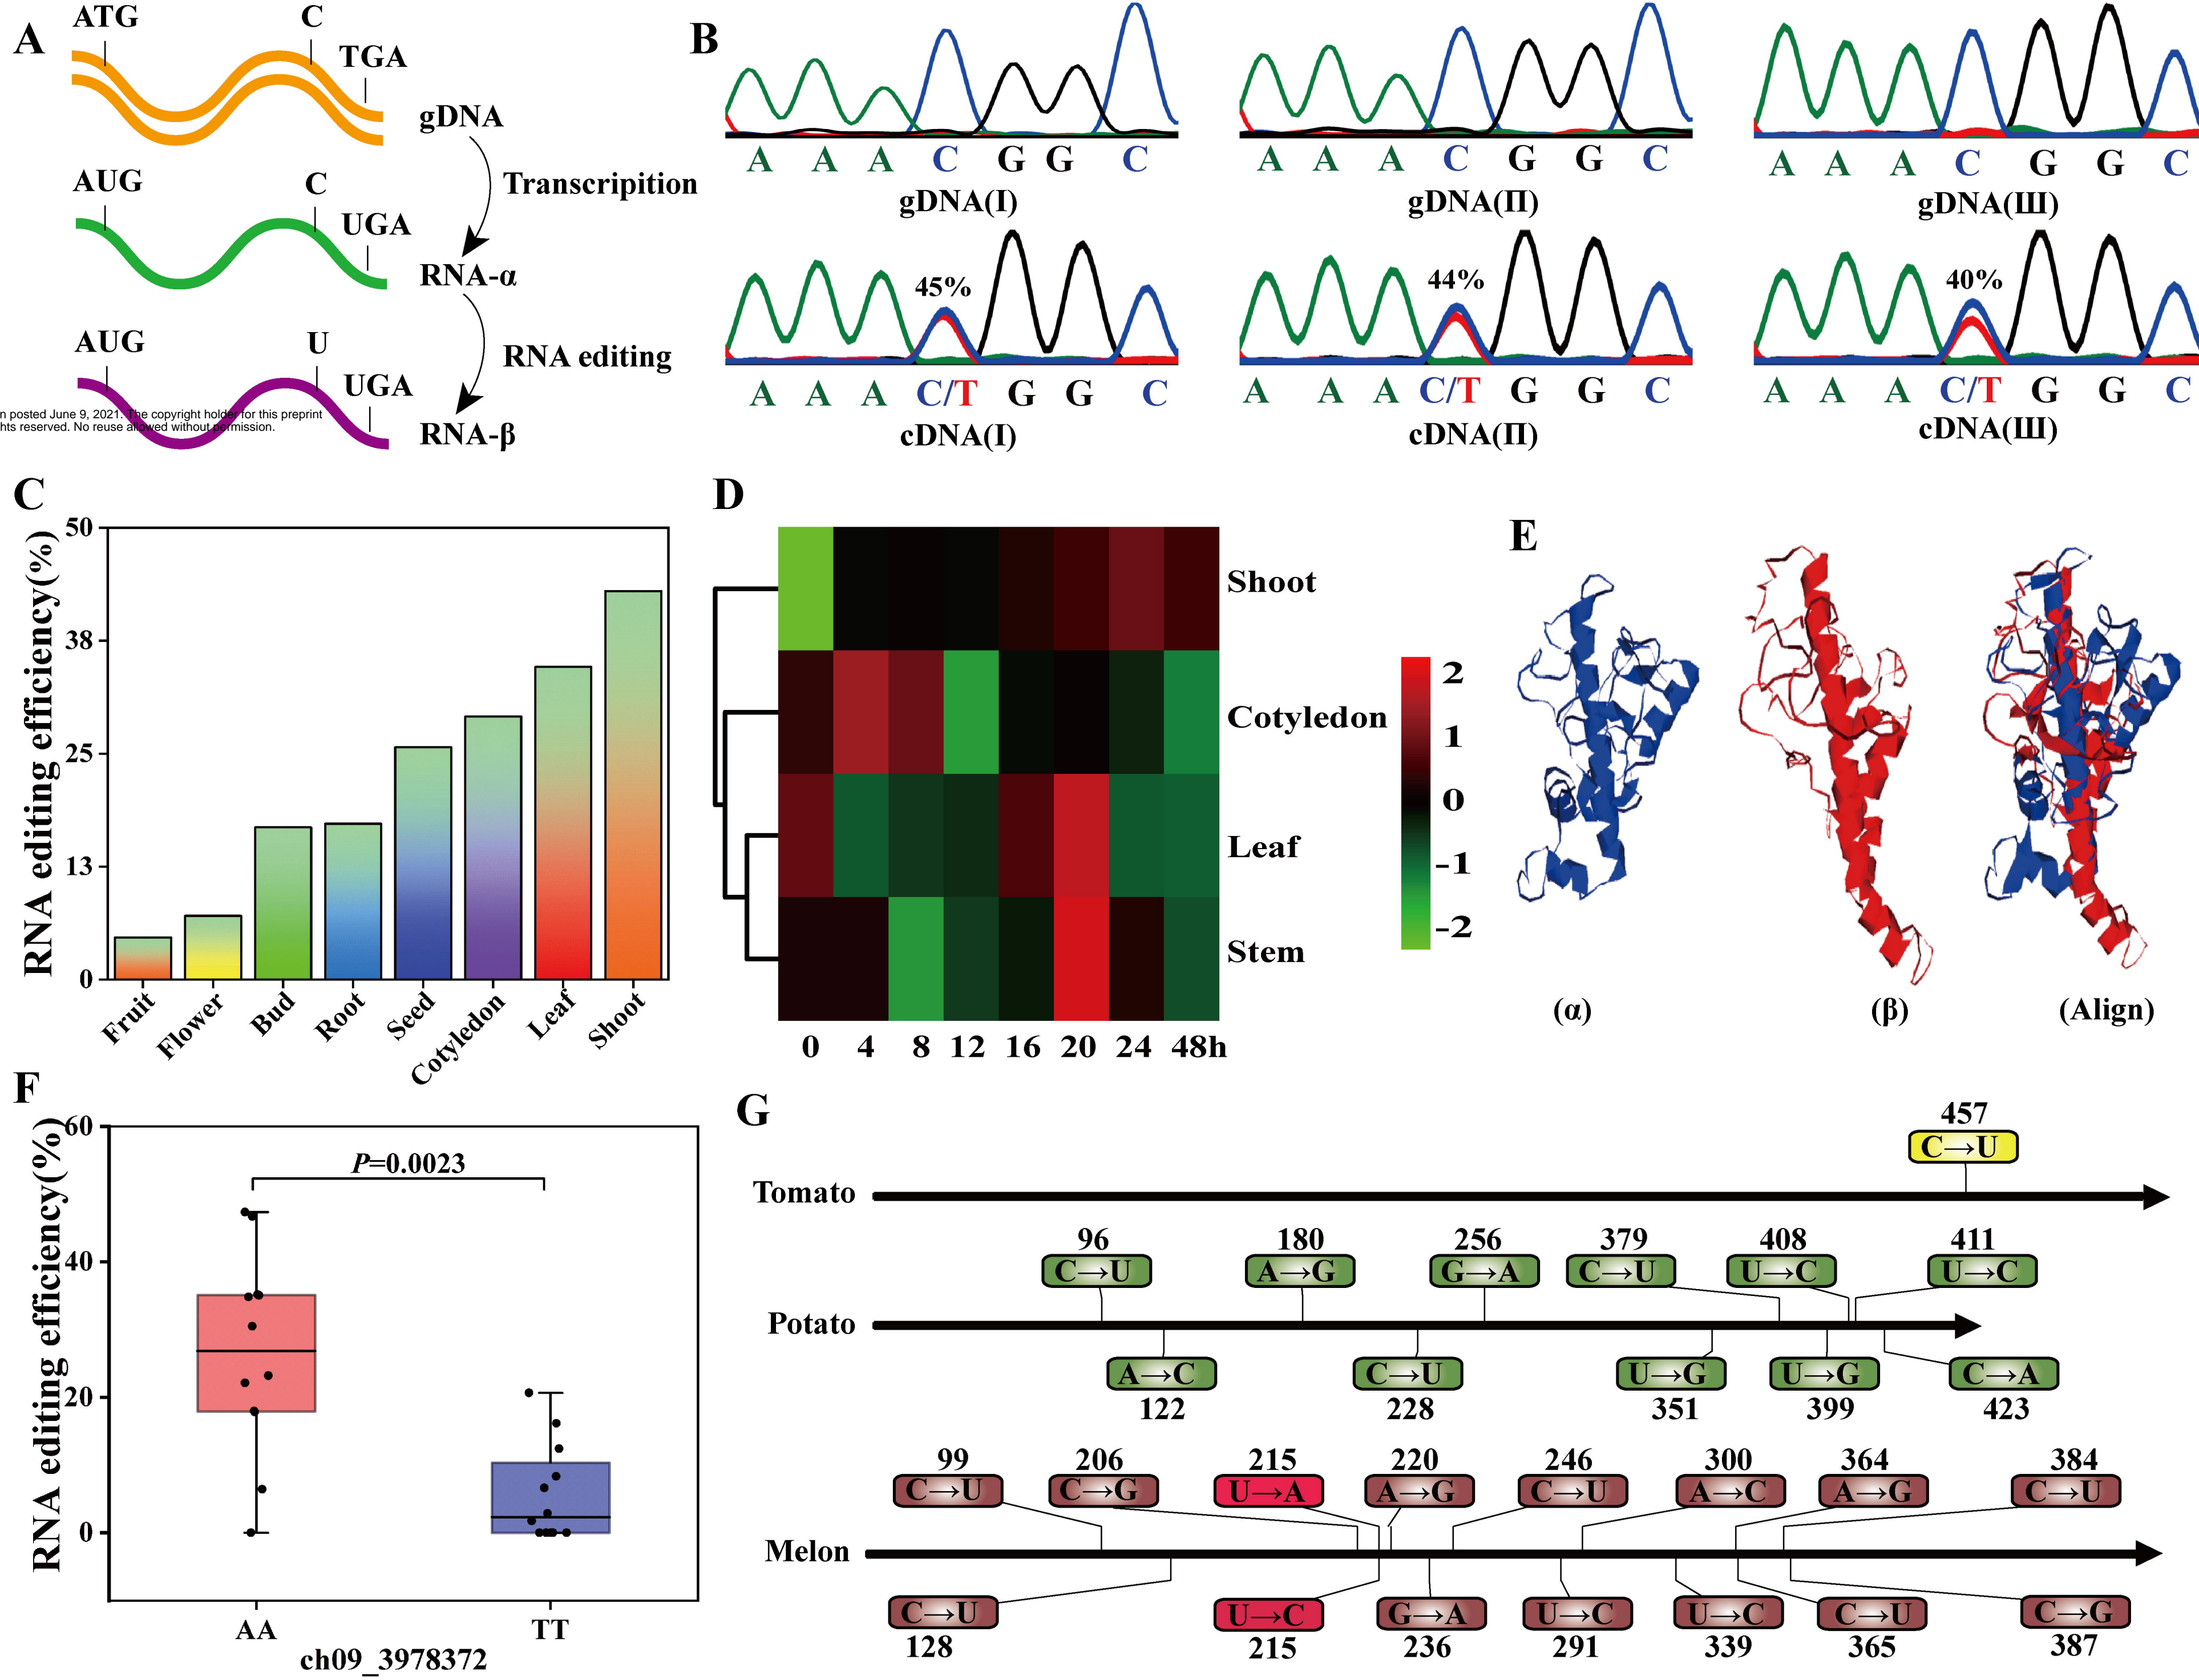 A
ATG
C
TGA
gDNA
Transcripition
AUG
C
UGA
RNA-α
RNA editing
AUG
U
UGA
RNA-β
n posted June 9, 2021. The copyright holder for this preprint
hts reserved. No reuse allowed without permission.
B
A A A C G G C
gDNA(I)
A A A C G G C
gDNA(II)
A A A C G G C
gDNA(III)
45%
A A A C/T G G C
cDNA(I)
44%
A A A C/T G G C
cDNA(II)
40%
A A A C/T G G C
cDNA(III)
C
RNA editing efficiency(%)
50
38
25
13
0
Fruit
Flower
Bud
Root
Seed
Cotyledon
Leaf
Shoot
D
Shoot
Cotyledon
Leaf
Stem
0 4 8 12 16 20 24 48h
2
1
0
-1
-2
E
(α)
(β)
(Align)
F
RNA editing efficiency(%)
60
40
20
0
P=0.0023
AA
TT
ch09_3978372
G
457
C→U
Tomato
96 180 256 379 408 411
C→U A→G G→A C→U U→C U→C
Potato
A→C C→U U→G U→G C→A
122 228 351 399 423
99 206 215 220 246 300 364 384
C→U C→G U→A A→G C→U A→C A→G C→U
Melon
C→U U→C G→A U→C U→C C→U C→G
128 215 236 291 339 365 387